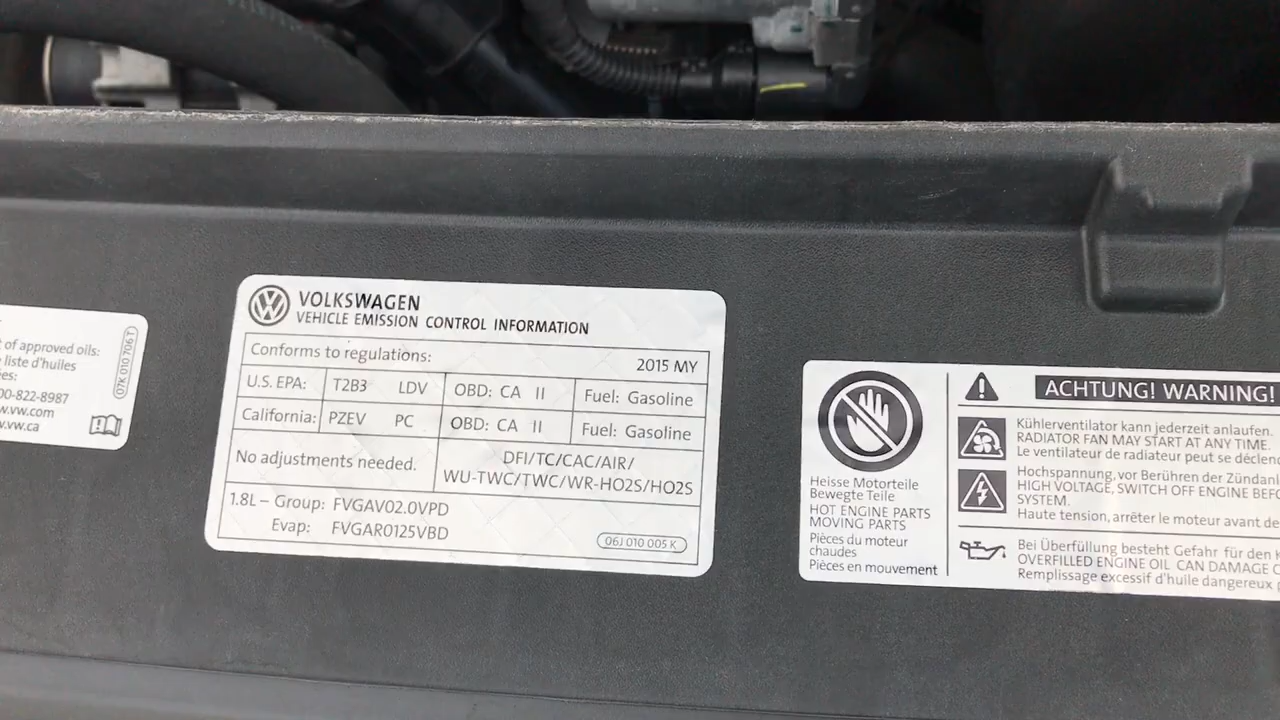 t of approved oils:
liste d'huiles
ées:
00-822-8987
w.vw.com
v.vw.ca
07K 010 706 T
VOLKSWAGEN
VEHICLE EMISSION CONTROL INFORMATION
Conforms to regulations: 2015 MY
U.S. EPA: T2B3 LDV OBD: CA II Fuel: Gasoline
California: PZEV PC OBD: CA II Fuel: Gasoline
No adjustments needed. DFI/TC/CAC/AIR/
WU-TWC/TWC/WR-HO2S/HO2S
1.8L – Group: FVGAV02.0VPD
Evap: FVGAR0125VBD
06J 010 005 K
Heisse Motorteile
Bewegte Teile
HOT ENGINE PARTS
MOVING PARTS
Pièces du moteur
chaudes
Pièces en mouvement
ACHTUNG! WARNING!
Kühlerventilator kann jederzeit anlaufen.
RADIATOR FAN MAY START AT ANY TIME.
Le ventilateur de radiateur peut se déclenc
Hochspannung, vor Berühren der Zündanl
HIGH VOLTAGE, SWITCH OFF ENGINE BEFO
SYSTEM.
Haute tension, arrêter le moteur avant de
Bei Überfüllung besteht Gefahr für den K
OVERFILLED ENGINE OIL CAN DAMAGE C
Remplissage excessif d'huile dangereux p